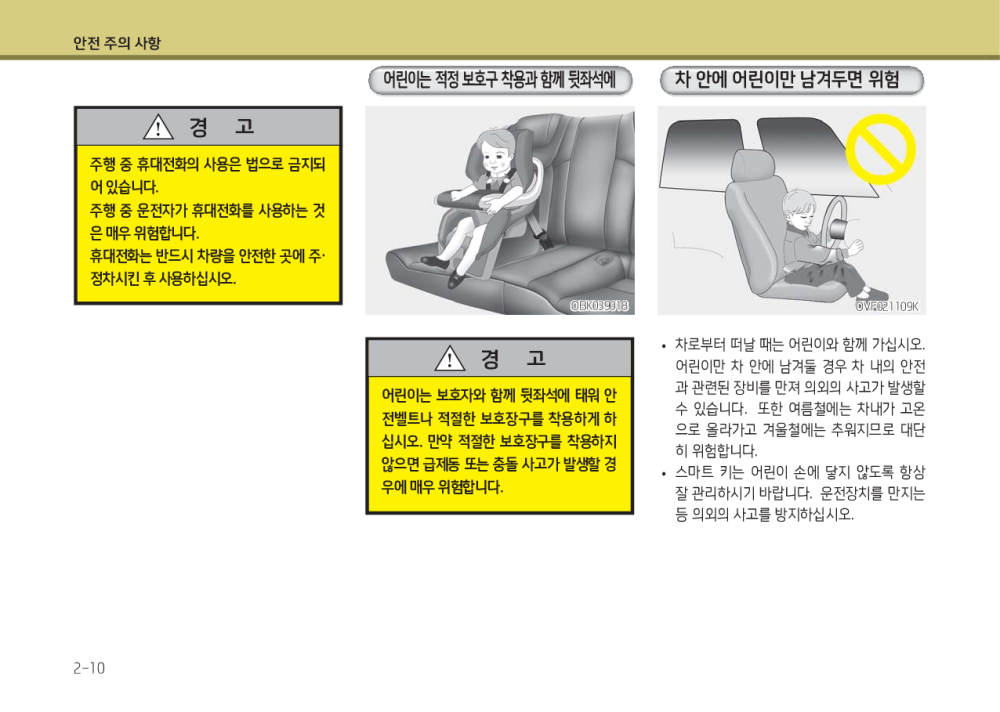 안전 주의 사항
경 고
주행 중 휴대전화의 사용은 법으로 금지되
어 있습니다.
주행 중 운전자가 휴대전화를 사용하는 것
은 매우 위험합니다.
휴대전화는 반드시 차량을 안전한 곳에 주·
정차시킨 후 사용하십시오.
어린이는 적정 보호구 착용과 함께 뒷좌석에
OBK039018
경 고
어린이는 보호자와 함께 뒷좌석에 태워 안
전벨트나 적절한 보호장구를 착용하게 하
십시오. 만약 적절한 보호장구를 착용하지
않으면 급제동 또는 충돌 사고가 발생할 경
우에 매우 위험합니다.
차 안에 어린이만 남겨두면 위험
OVF021109K
• 차로부터 떠날 때는 어린이와 함께 가십시오.
어린이만 차 안에 남겨둘 경우 차 내의 안전
과 관련된 장비를 만져 의외의 사고가 발생할
수 있습니다. 또한 여름철에는 차내가 고온
으로 올라가고 겨울철에는 추워지므로 대단
히 위험합니다.
• 스마트 키는 어린이 손에 닿지 않도록 항상
잘 관리하시기 바랍니다. 운전장치를 만지는
등 의외의 사고를 방지하십시오.
2-10